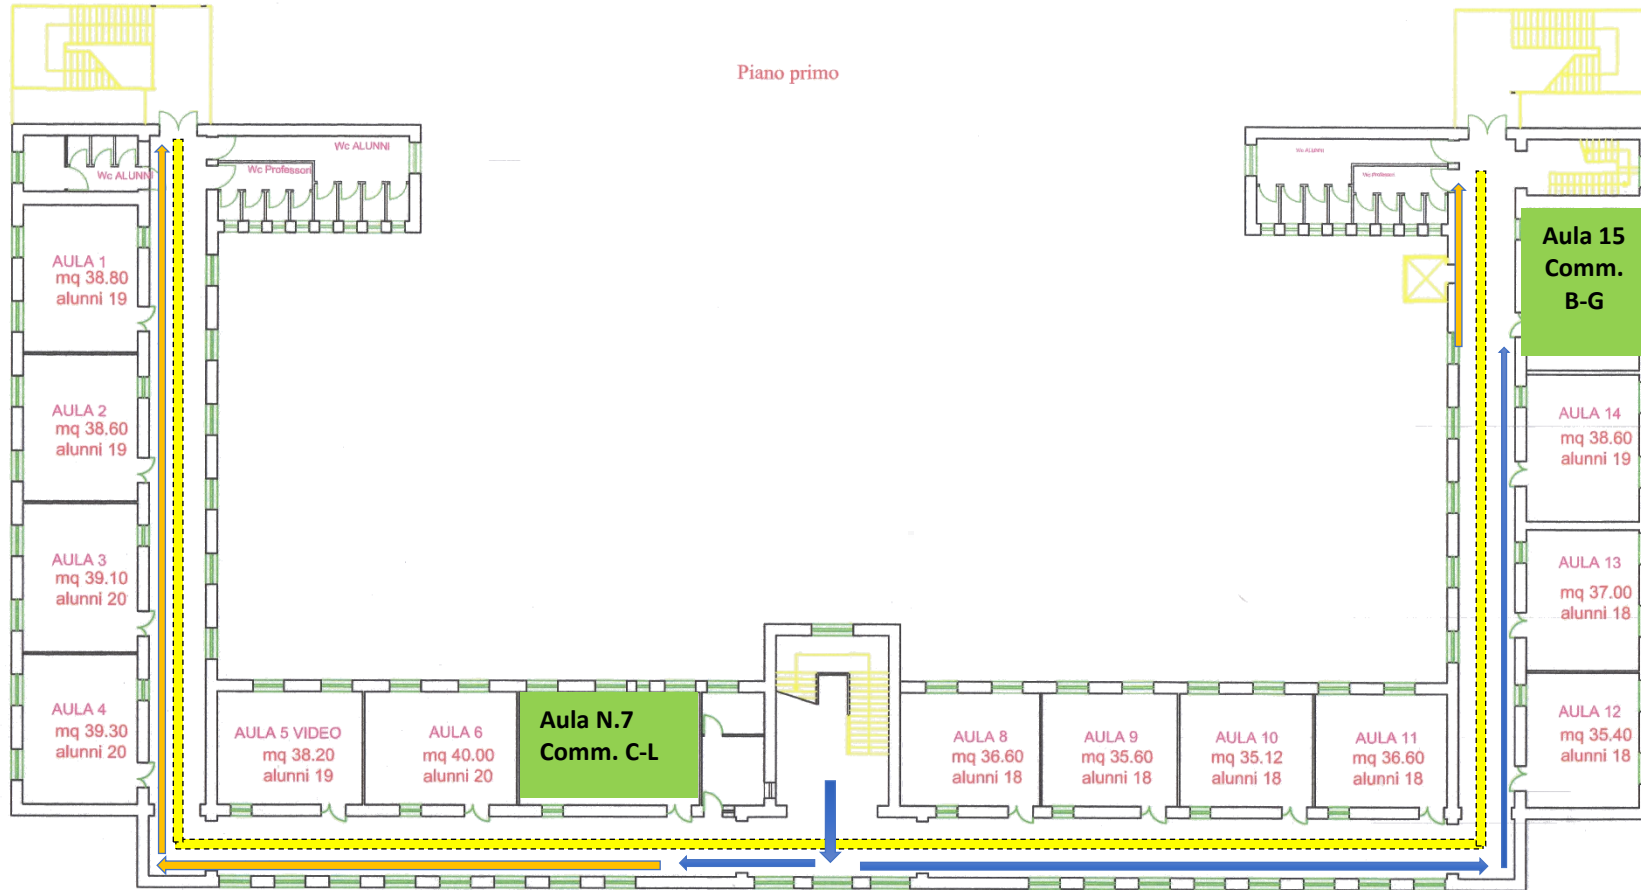 Piano primo
Wc ALUNNI
Wc Professori
Wc ALUNNI
Wc ALUNNI
Wc Professori
AULA 1
mq 38.80
alunni 19
AULA 2
mq 38.60
alunni 19
AULA 3
mq 39.10
alunni 20
AULA 4
mq 39.30
alunni 20
AULA 5 VIDEO
mq 38.20
alunni 19
AULA 6
mq 40.00
alunni 20
Aula N.7
Comm. C-L
AULA 8
mq 36.60
alunni 18
AULA 9
mq 35.60
alunni 18
AULA 10
mq 35.12
alunni 18
AULA 11
mq 36.60
alunni 18
AULA 12
mq 35.40
alunni 18
AULA 13
mq 37.00
alunni 18
AULA 14
mq 38.60
alunni 19
Aula 15
Comm.
B-G